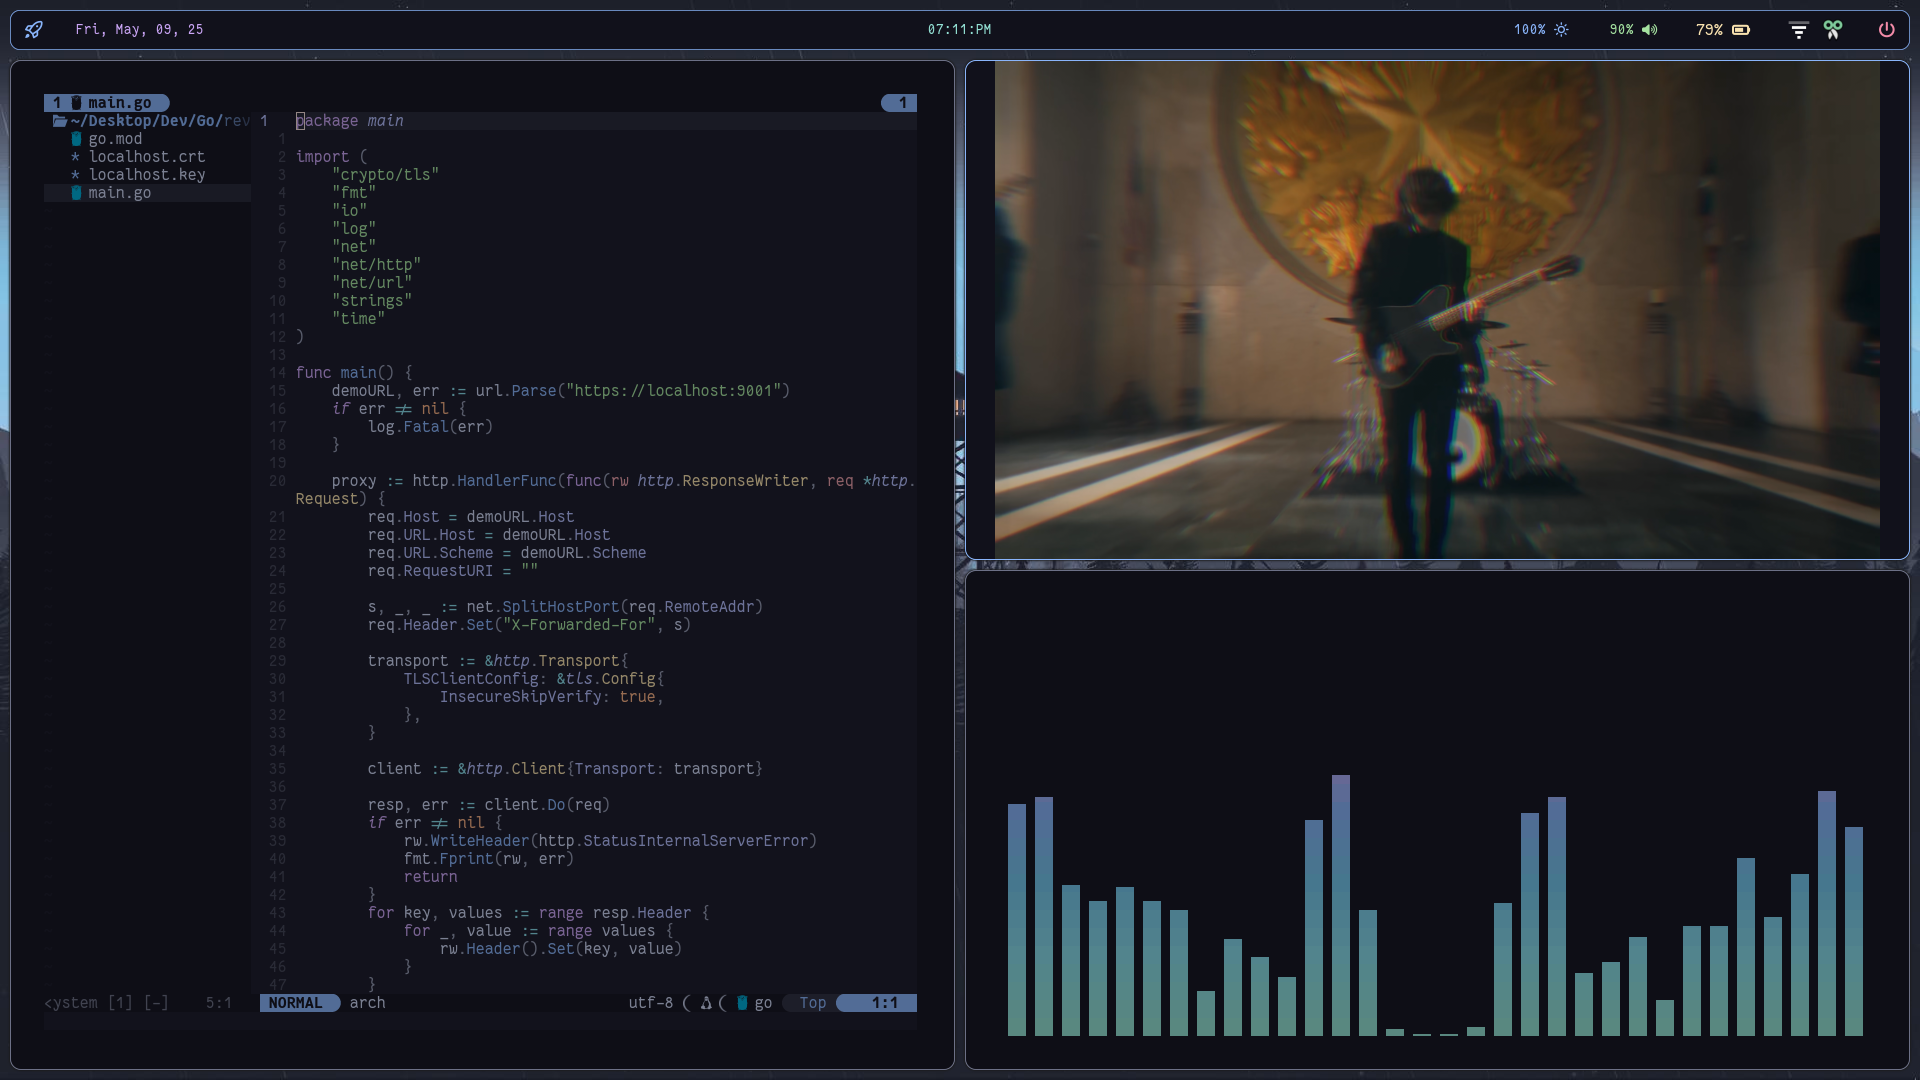 Fri, May, 09, 25
07:11:PM
100%
90%
79%
1 main.go
1
~/Desktop/Dev/Go/rev
go.mod
* localhost.crt
* localhost.key
main.go
1 package main
1
2 import (
3 "crypto/tls"
4 "fmt"
5 "io"
6 "log"
7 "net"
8 "net/http"
9 "net/url"
10 "strings"
11 "time"
12 )
13
14 func main() {
15 demoURL, err := url.Parse("https://localhost:9001")
16 if err != nil {
17 log.Fatal(err)
18 }
19
20 proxy := http.HandlerFunc(func(rw http.ResponseWriter, req *http.
Request) {
21 req.Host = demoURL.Host
22 req.URL.Host = demoURL.Host
23 req.URL.Scheme = demoURL.Scheme
24 req.RequestURI = ""
25
26 s, _, _ := net.SplitHostPort(req.RemoteAddr)
27 req.Header.Set("X-Forwarded-For", s)
28
29 transport := &http.Transport{
30 TLSClientConfig: &tls.Config{
31 InsecureSkipVerify: true,
32 },
33 }
34
35 client := &http.Client{Transport: transport}
36
37 resp, err := client.Do(req)
38 if err != nil {
39 rw.WriteHeader(http.StatusInternalServerError)
40 fmt.Fprint(rw, err)
41 return
42 }
43 for key, values := range resp.Header {
44 for _, value := range values {
45 rw.Header().Set(key, value)
46 }
47 }
<ystem [1] [-] 5:1 NORMAL arch utf-8 ( ( go Top 1:1